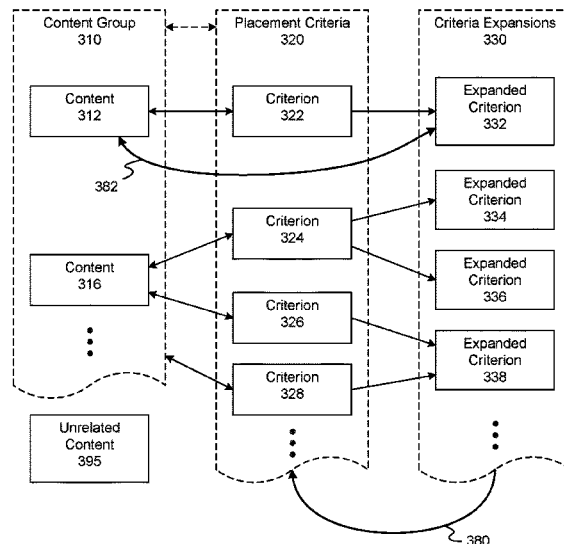 Content Group
310
Placement Criteria
320
Criteria Expansions
330
Content
312
Criterion
322
Expanded
Criterion
332
382
Expanded
Criterion
334
Criterion
324
Content
316
Expanded
Criterion
336
Criterion
326
Expanded
Criterion
338
Criterion
328
Unrelated
Content
395
380